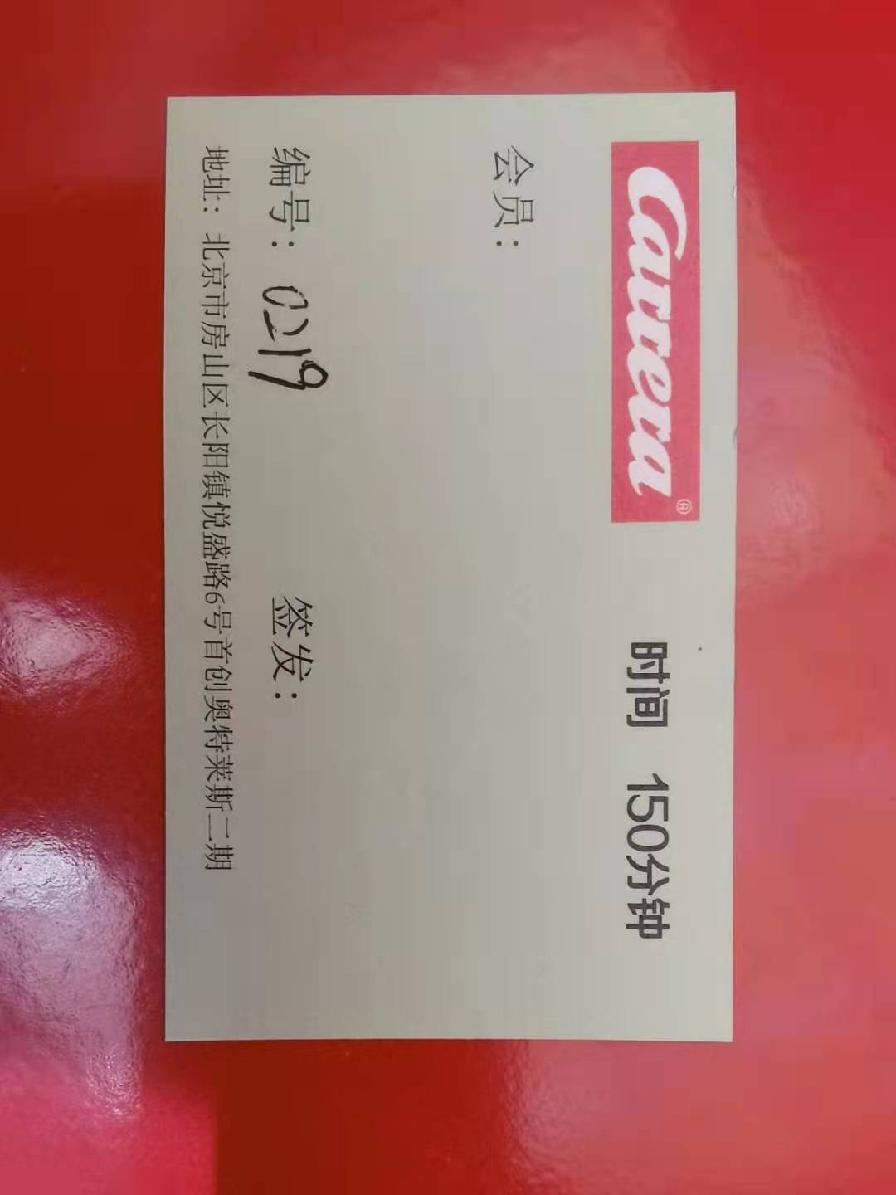 Carrera® 时间 150分钟
会员：
编号：0219 签发：
地址：北京市房山区长阳镇悦盛路6号首创奥特莱斯二期